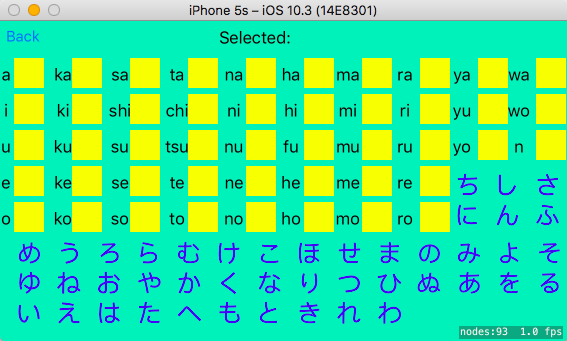 iPhone 5s – iOS 10.3 (14E8301)
Back
Selected:
a ka sa ta na ha ma ra ya wa
i ki shi chi ni hi mi ri yu wo
u ku su tsu nu fu mu ru yo n
e ke se te ne he me re ち し さ
o ko so to no ho mo ro に ん ふ
め う ろ ら む け こ ほ せ ま の み よ そ
ゆ ね お や か く な り つ ひ ぬ あ を る
い え は た へ も と き れ わ
nodes:93 1.0 fps